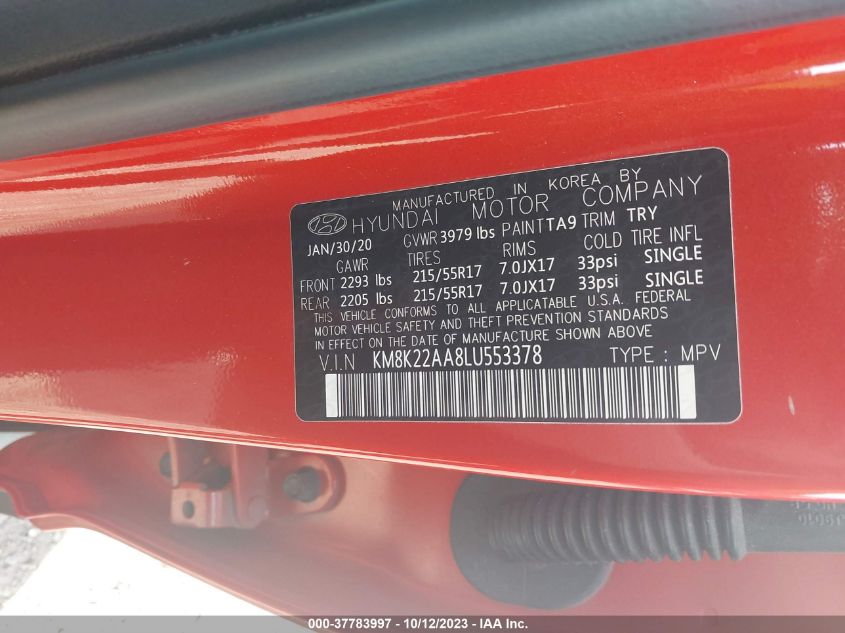 MANUFACTURED IN KOREA BY
HYUNDAI MOTOR COMPANY
JAN/30/20 GVWR 3979 lbs PAINT TA9 TRIM TRY
GAWR TIRES RIMS COLD TIRE INFL
FRONT 2293 lbs 215/55R17 7.0JX17 33psi SINGLE
REAR 2205 lbs 215/55R17 7.0JX17 33psi SINGLE
THIS VEHICLE CONFORMS TO ALL APPLICATABLE U.S.A. FEDERAL
MOTOR VEHICLE SAFETY AND THEFT PREVENTION STANDARDS
IN EFFECT ON THE DATE OF MANUFACTURE SHOWN ABOVE
V.I.N KM8K22AA8LU553378 TYPE : MPV
000-37783997 - 10/12/2023 - IAA Inc.